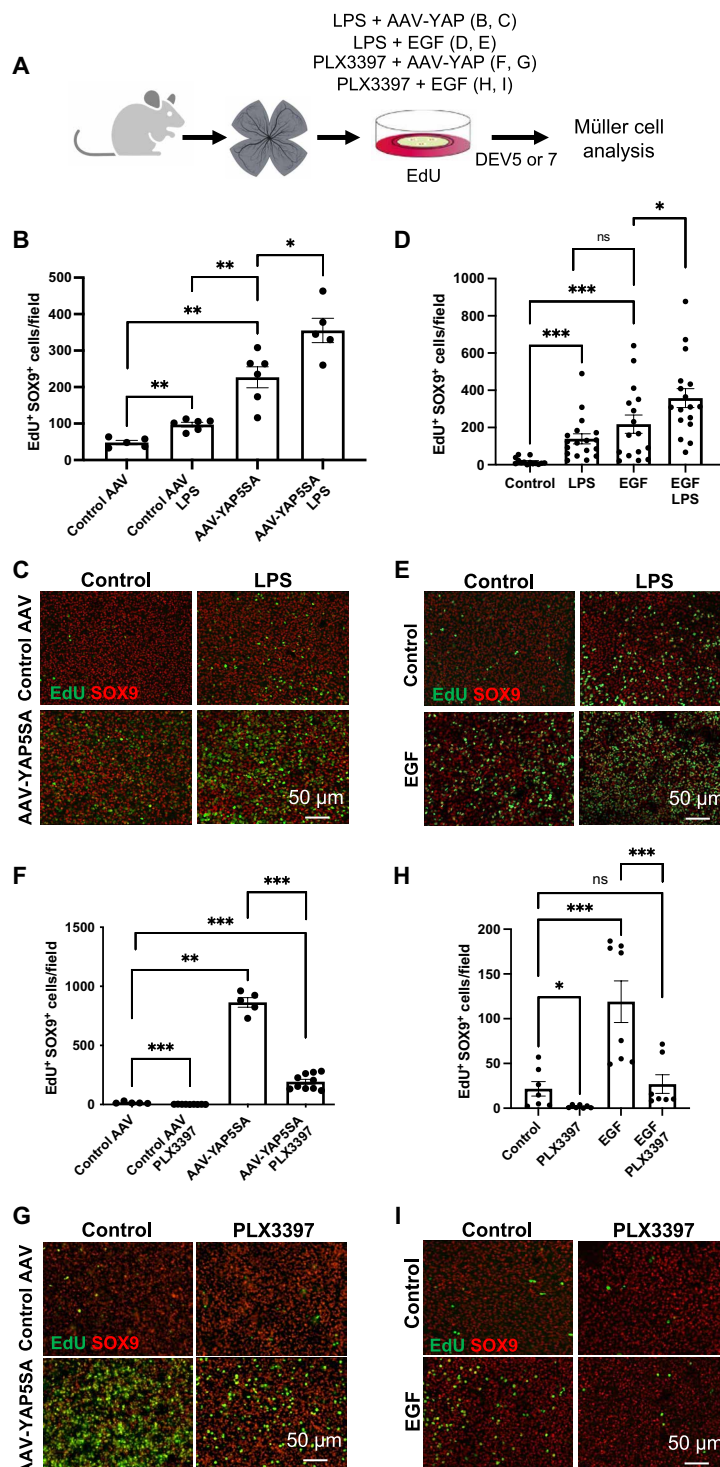 A
LPS + AAV-YAP (B, C)
LPS + EGF (D, E)
PLX3397 + AAV-YAP (F, G)
PLX3397 + EGF (H, I)
EdU
DEV5 or 7
Müller cell
analysis
B
EdU⁺ SOX9⁺ cells/field
500
400
300
200
100
0
**
**
**
*
Control AAV
Control AAV
LPS
AAV-YAP5SA
AAV-YAP5SA
LPS
D
EdU⁺ SOX9⁺ cells/field
1000
800
600
400
200
0
***
***
ns
*
Control
LPS
EGF
EGF
LPS
C
Control
LPS
Control AAV
AAV-YAP5SA
EdU SOX9
50 µm
E
Control
LPS
Control
EGF
EdU SOX9
50 µm
F
EdU⁺ SOX9⁺ cells/field
1500
1000
500
0
***
**
***
***
Control AAV
Control AAV
PLX3397
AAV-YAP5SA
AAV-YAP5SA
PLX3397
H
EdU⁺ SOX9⁺ cells/field
200
150
100
50
0
*
***
ns
***
Control
PLX3397
EGF
EGF
PLX3397
G
Control
PLX3397
Control AAV
AAV-YAP5SA
EdU SOX9
50 µm
I
Control
PLX3397
Control
EGF
EdU SOX9
50 µm